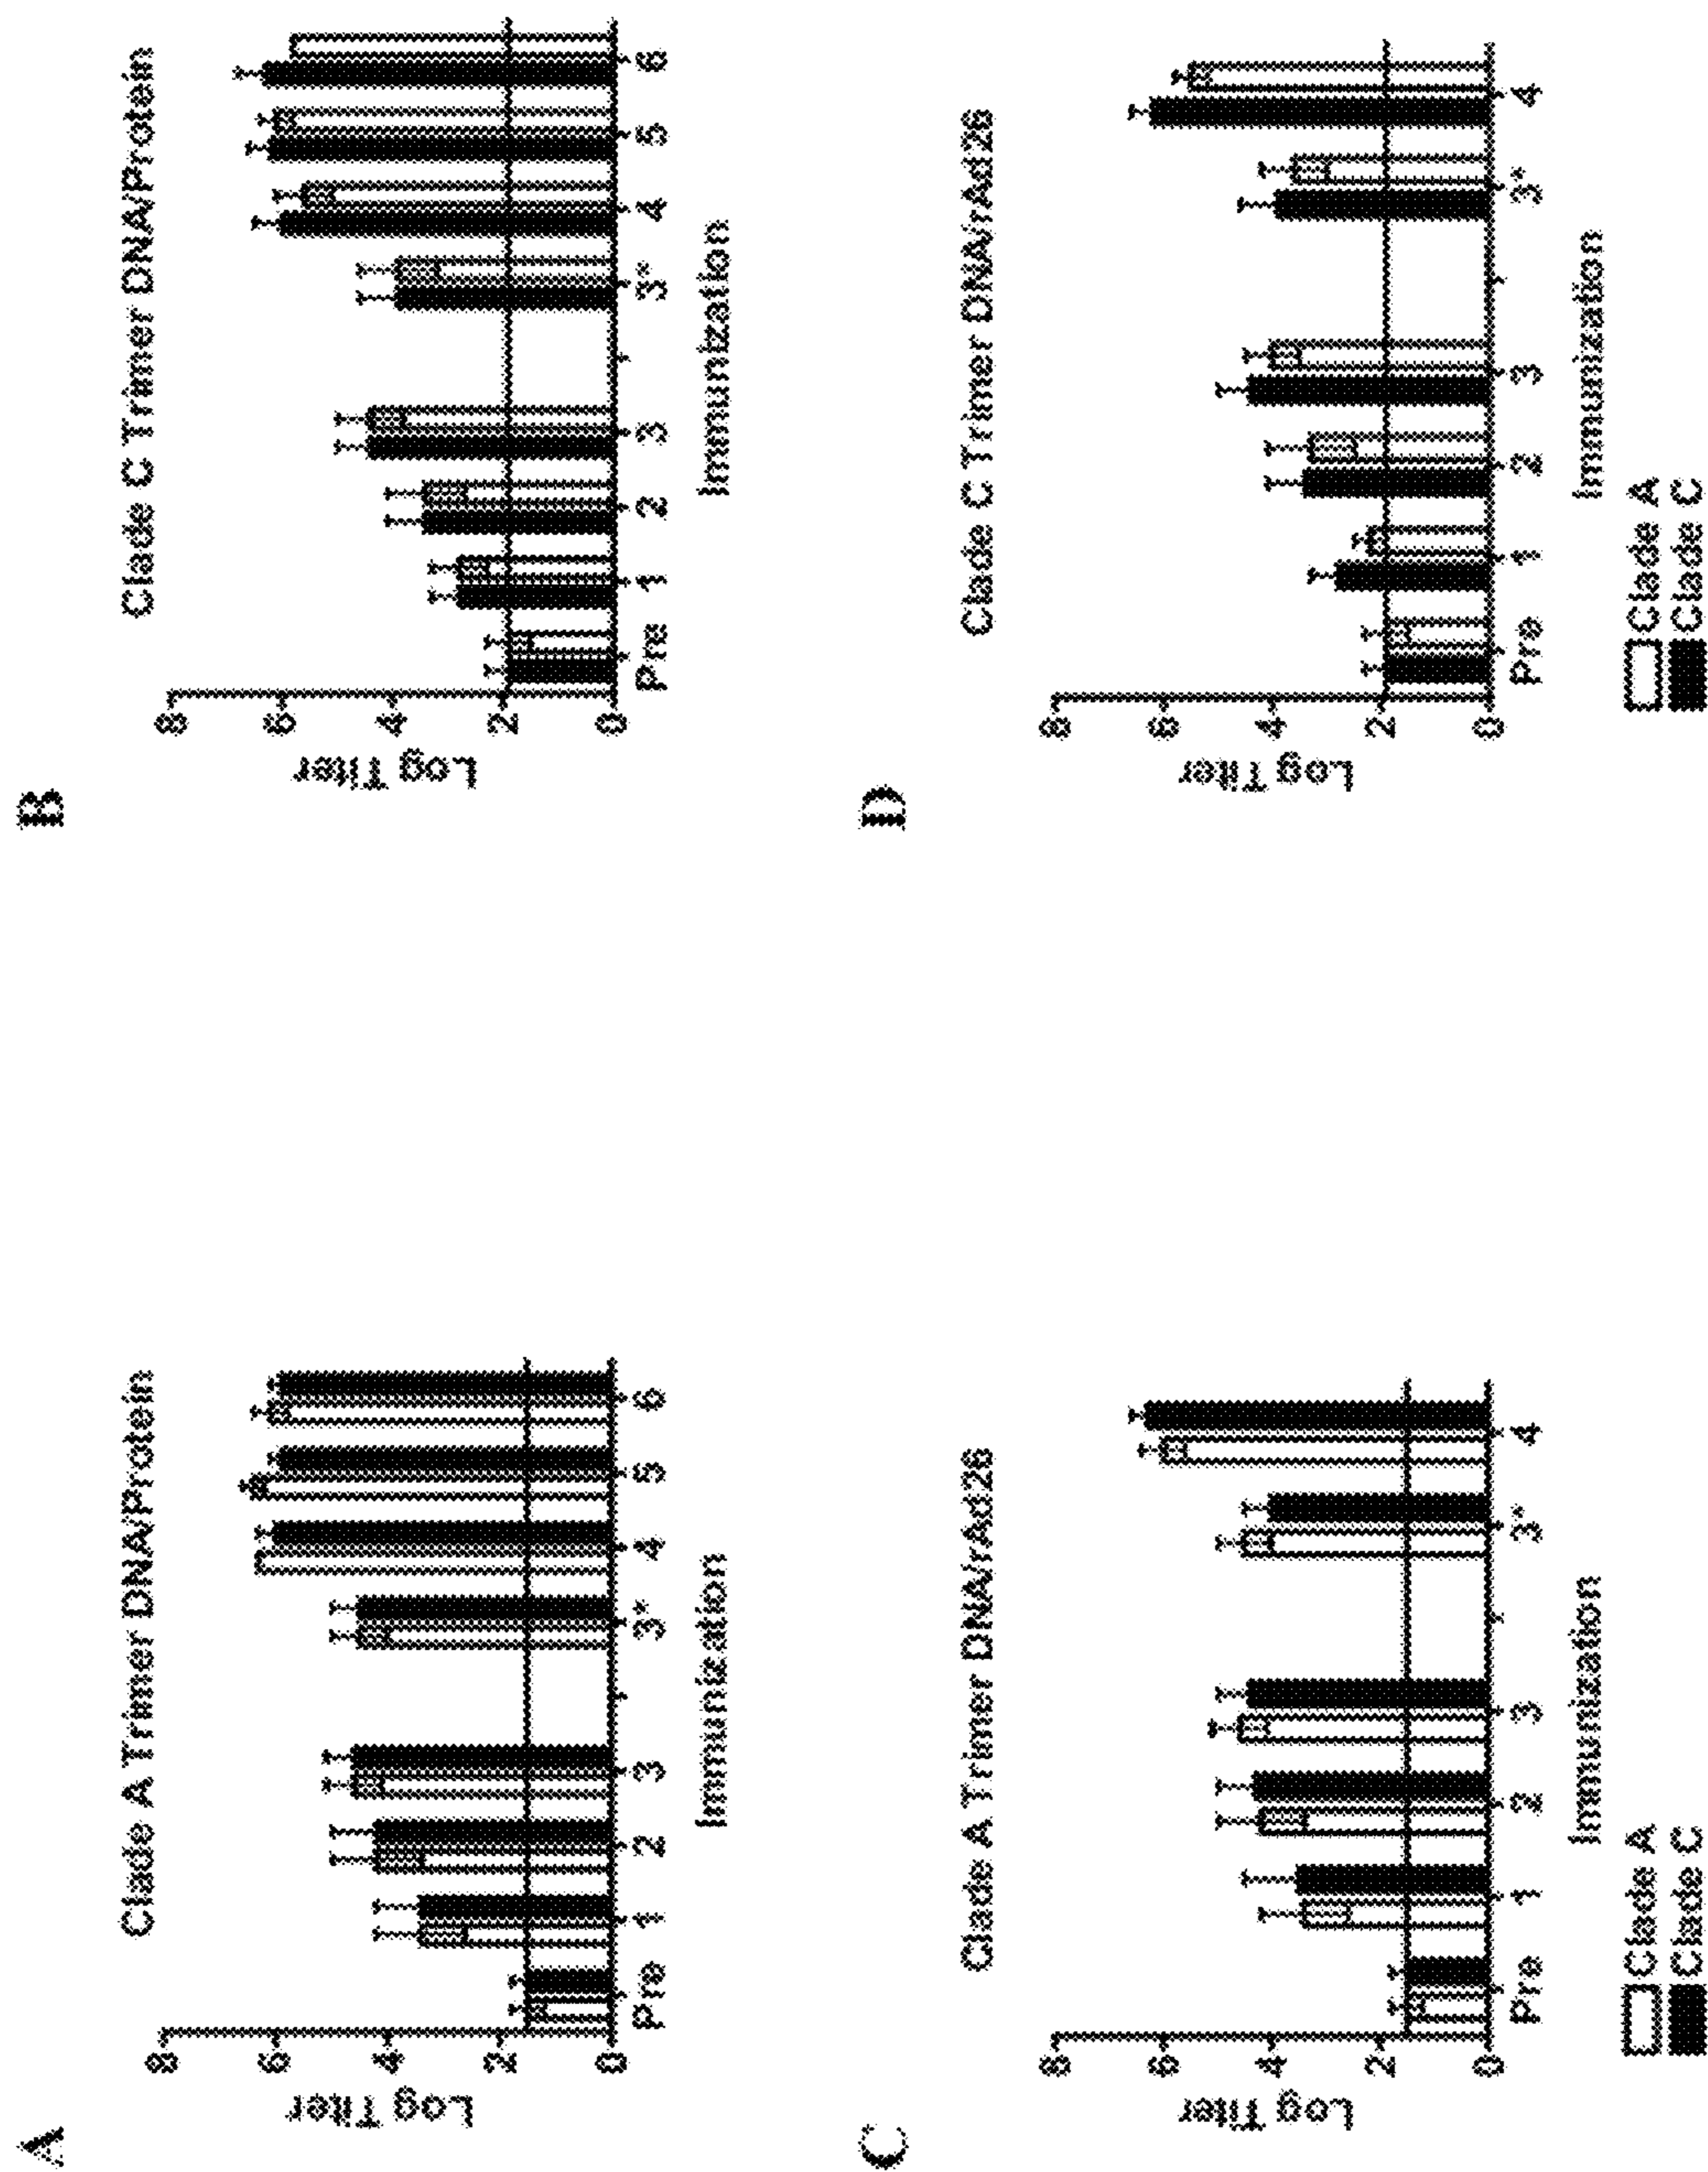 A
Clade A Trimer DNA/Protein
Log Titer
8
6
4
2
0
Pre 1 2 3 3* 4 5 6
Immunization
B
Clade C Trimer DNA/Protein
Log Titer
8
6
4
2
0
Pre 1 2 3 3* 4 5 6
Immunization
C
Clade A Trimer DNA/rAd26
Log Titer
8
6
4
2
0
Pre 1 2 3 3* 4
Immunization
Clade A
Clade C
D
Clade C Trimer DNA/rAd26
Log Titer
8
6
4
2
0
Pre 1 2 3 3* 4
Immunization
Clade A
Clade C